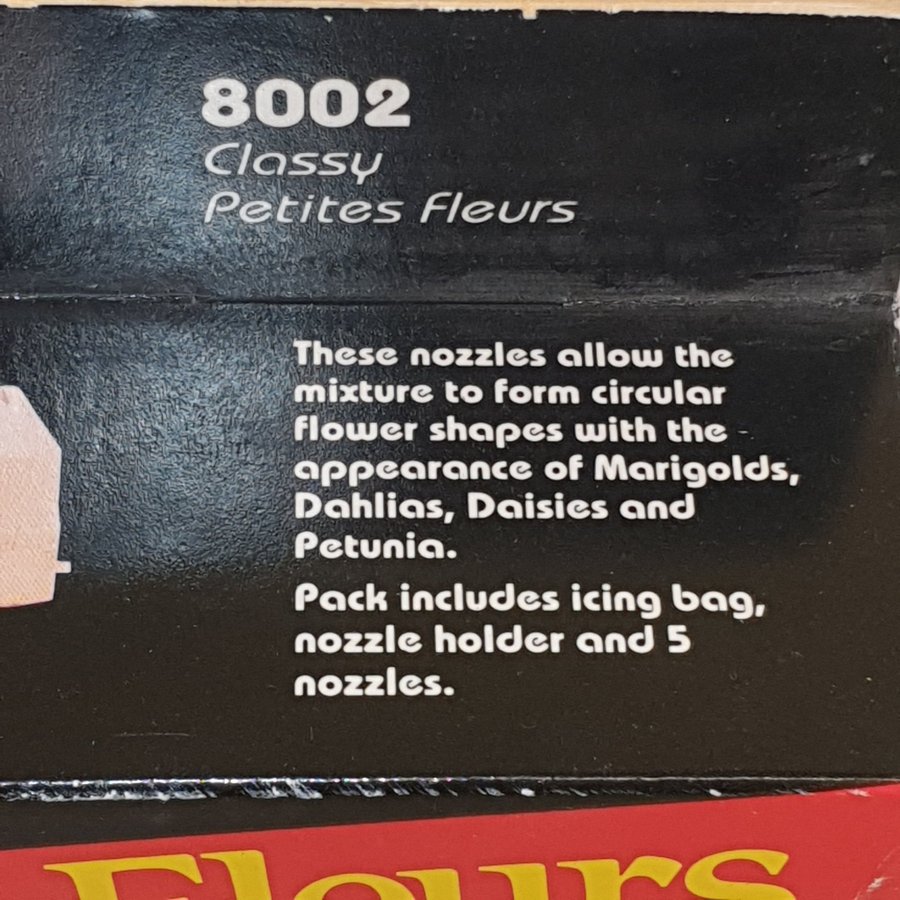 8002
Classy
Petites Fleurs
These nozzles allow the
mixture to form circular
flower shapes with the
appearance of Marigolds,
Dahlias, Daisies and
Petunia.
Pack includes icing bag,
nozzle holder and 5
nozzles.
Fleurs